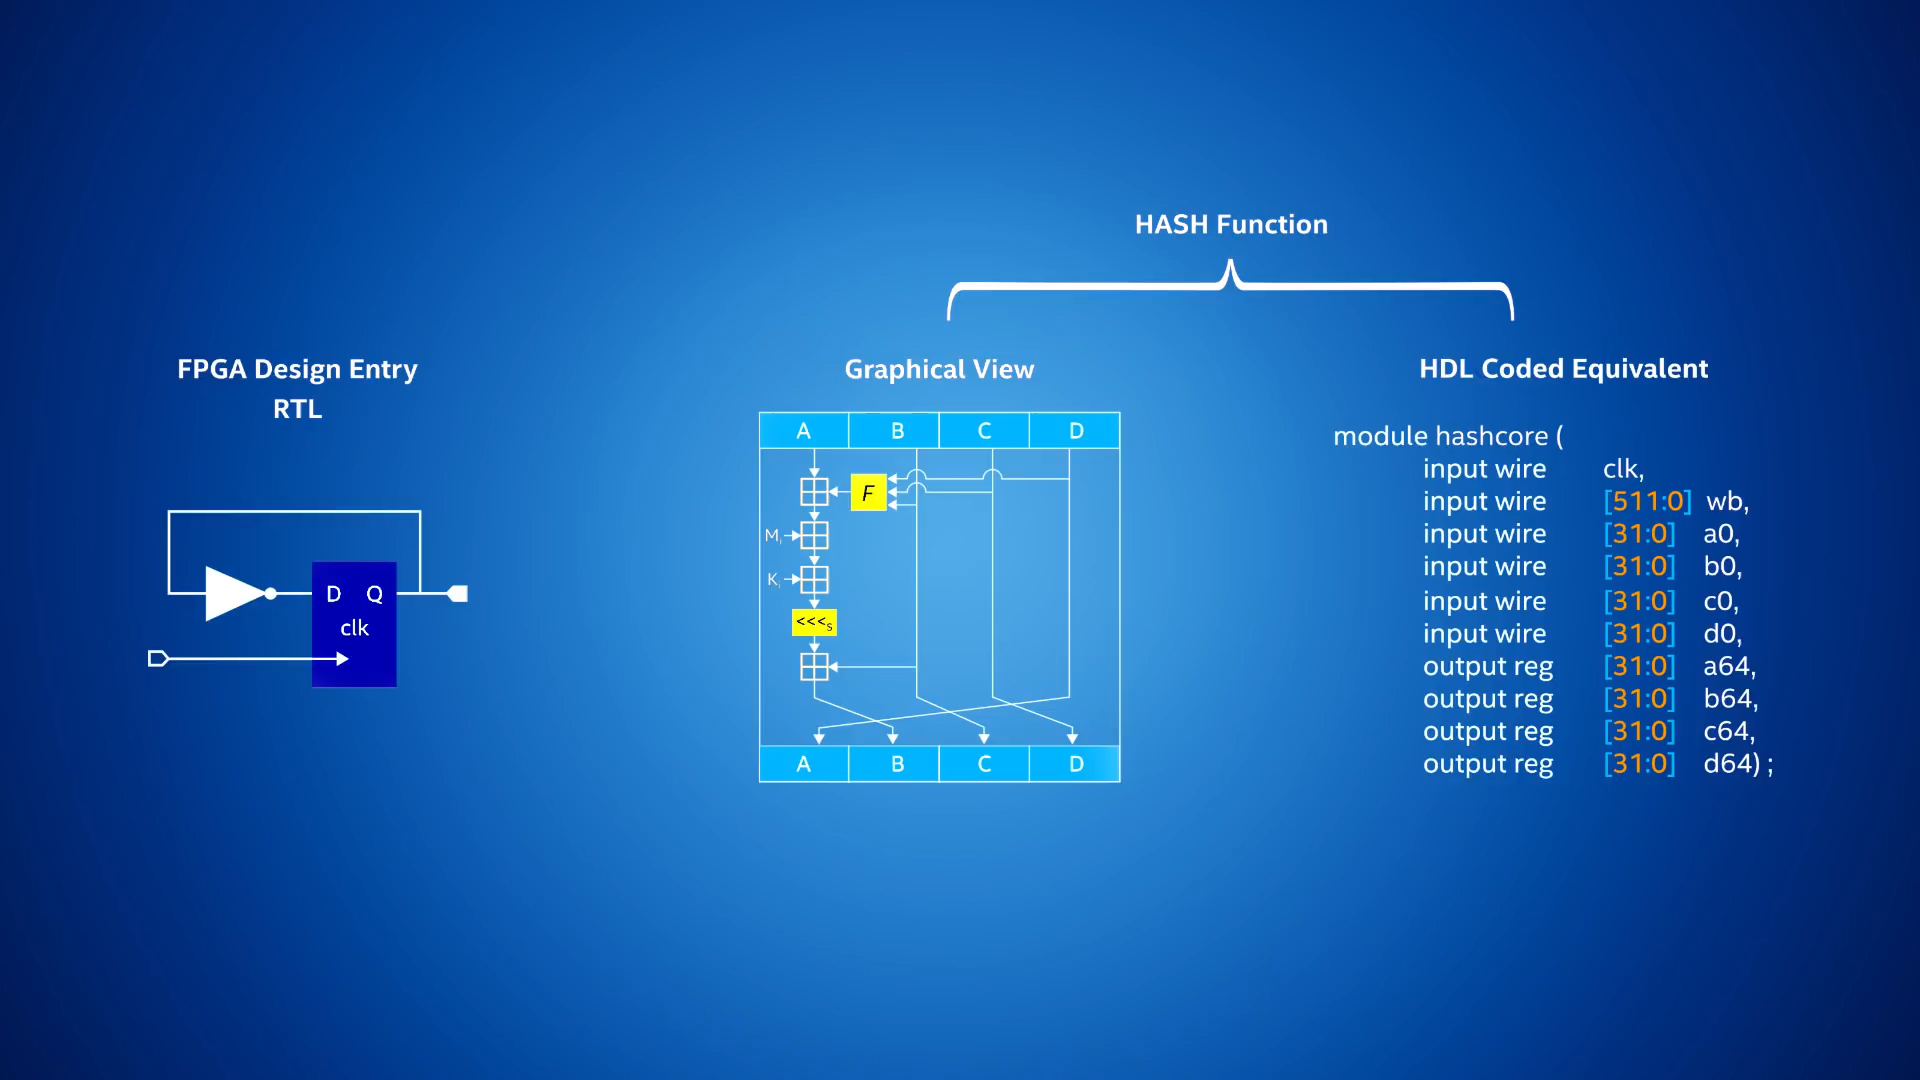 HASH Function
FPGA Design Entry
RTL
D Q
clk
Graphical View
A B C D
F
Mi
Ki
<<<s
A B C D
HDL Coded Equivalent
module hashcore (
input wire clk,
input wire [511:0] wb,
input wire [31:0] a0,
input wire [31:0] b0,
input wire [31:0] c0,
input wire [31:0] d0,
output reg [31:0] a64,
output reg [31:0] b64,
output reg [31:0] c64,
output reg [31:0] d64) ;